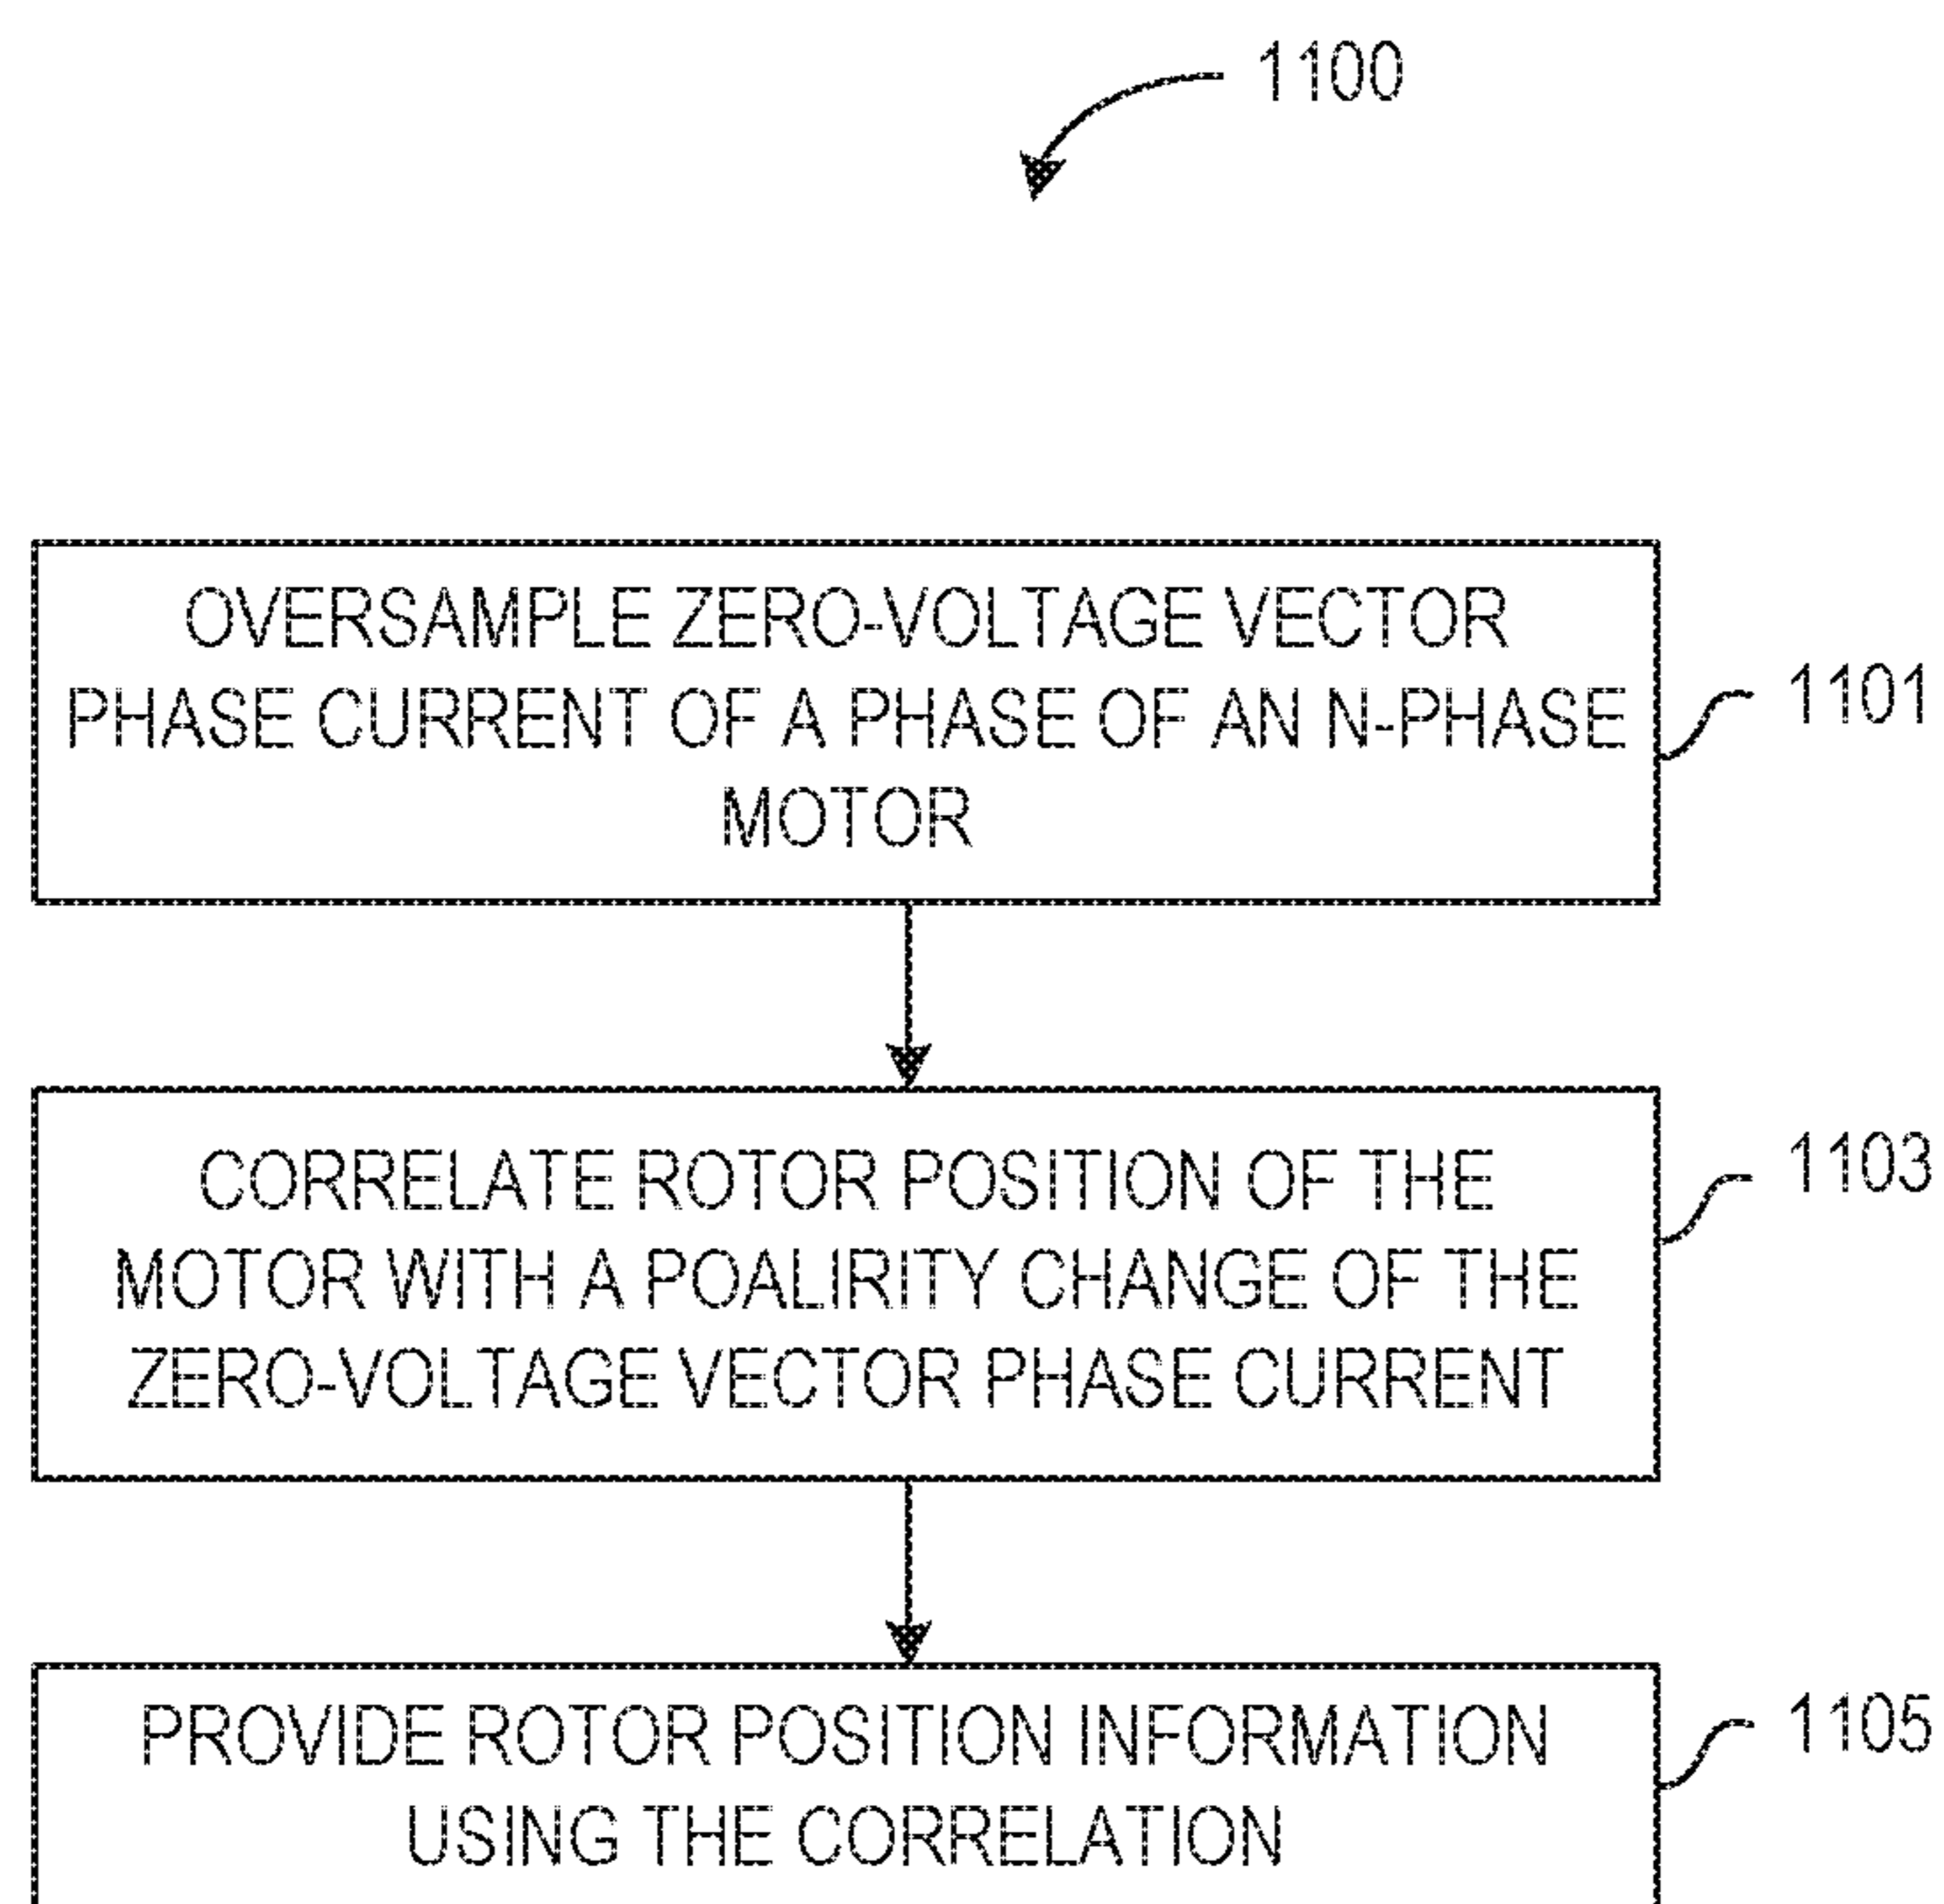 1100
OVERSAMPLE ZERO-VOLTAGE VECTOR
PHASE CURRENT OF A PHASE OF AN N-PHASE
MOTOR
1101
CORRELATE ROTOR POSITION OF THE
MOTOR WITH A POALIRITY CHANGE OF THE
ZERO-VOLTAGE VECTOR PHASE CURRENT
1103
PROVIDE ROTOR POSITION INFORMATION
USING THE CORRELATION
1105